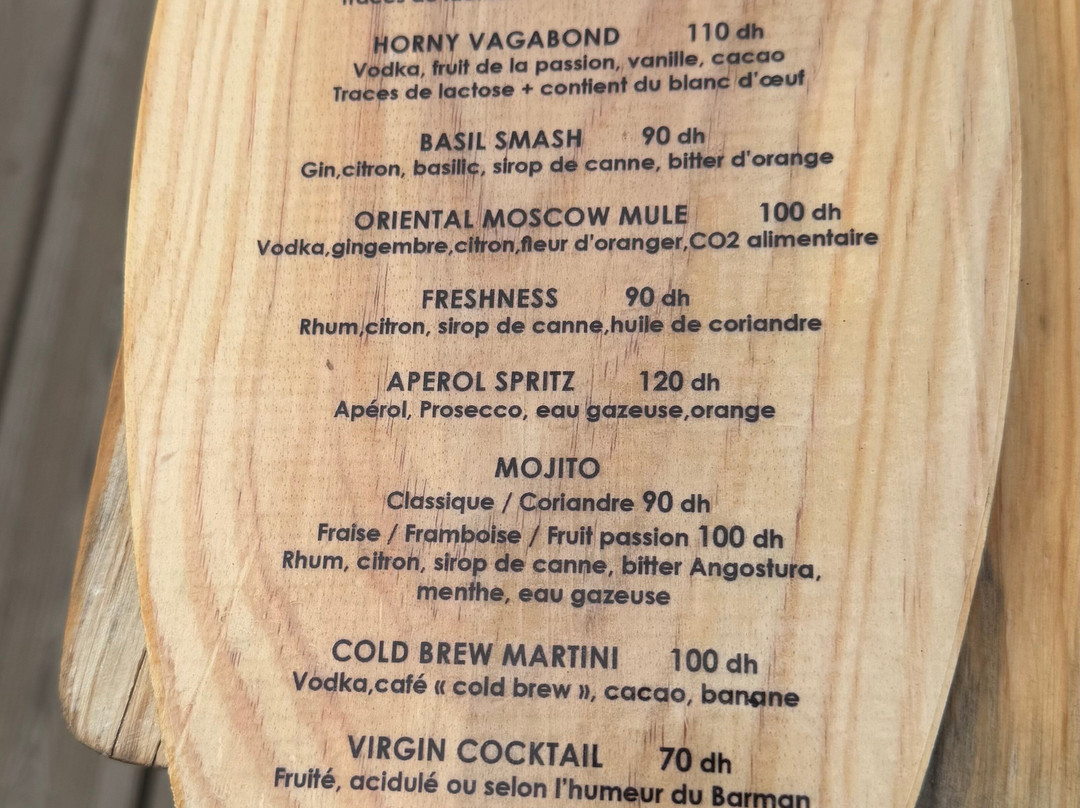 Traces de
HORNY VAGABOND 110 dh
Vodka, fruit de la passion, vanille, cacao
Traces de lactose + contient du blanc d'œuf
BASIL SMASH 90 dh
Gin,citron, basilic, sirop de canne, bitter d'orange
ORIENTAL MOSCOW MULE 100 dh
Vodka,gingembre,citron,fleur d'oranger,CO2 alimentaire
FRESHNESS 90 dh
Rhum,citron, sirop de canne,huile de coriandre
APEROL SPRITZ 120 dh
Apérol, Prosecco, eau gazeuse,orange
MOJITO
Classique / Coriandre 90 dh
Fraise / Framboise / Fruit passion 100 dh
Rhum, citron, sirop de canne, bitter Angostura,
menthe, eau gazeuse
COLD BREW MARTINI 100 dh
Vodka,café « cold brew », cacao, banane
VIRGIN COCKTAIL 70 dh
Fruité, acidulé ou selon l'humeur du Barman